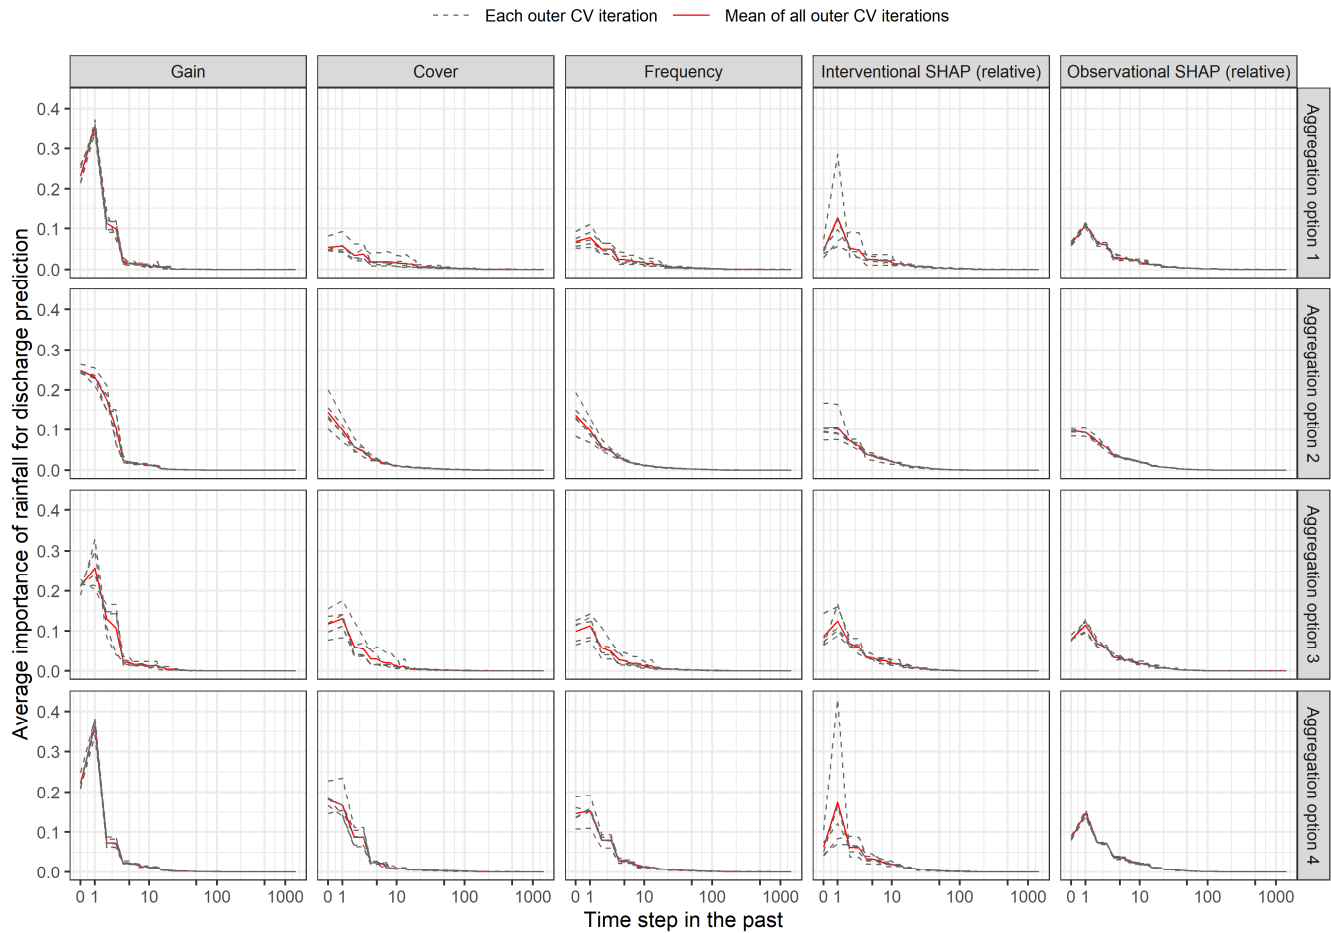 Each outer CV iteration Mean of all outer CV iterations
Gain Cover Frequency Interventional SHAP (relative) Observational SHAP (relative)
Average importance of rainfall for discharge prediction
0.4
0.3
0.2
0.1
0.0
Aggregation option 1
0.4
0.3
0.2
0.1
0.0
Aggregation option 2
0.4
0.3
0.2
0.1
0.0
Aggregation option 3
0.4
0.3
0.2
0.1
0.0
Aggregation option 4
0 1 10 100 1000 0 1 10 100 1000 0 1 10 100 1000 0 1 10 100 1000 0 1 10 100 1000
Time step in the past